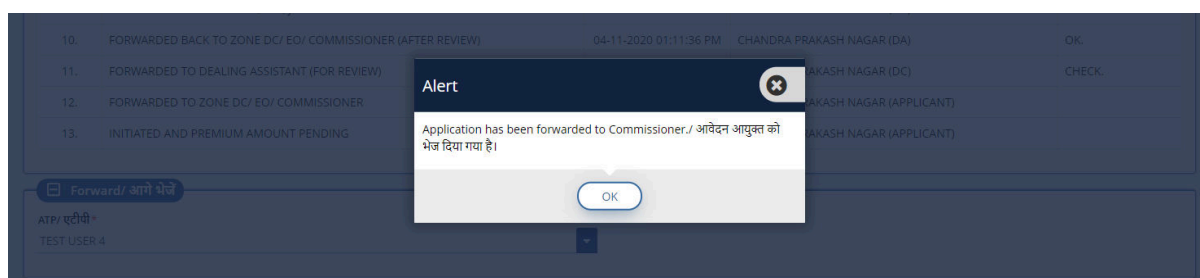 10. FORWARDED BACK TO ZONE DC/ EO/ COMMISSIONER (AFTER REVIEW) 04-11-2020 01:11:36 PM CHANDRA PRAKASH NAGAR (DA) OK.
11. FORWARDED TO DEALING ASSISTANT (FOR REVIEW) PRAKASH NAGAR (DC) CHECK.
12. FORWARDED TO ZONE DC/ EO/ COMMISSIONER AKASH NAGAR (APPLICANT)
13. INITIATED AND PREMIUM AMOUNT PENDING AKASH NAGAR (APPLICANT)
Alert
Application has been forwarded to Commissioner./ आवेदन आयुक्त को
भेज दिया गया है।
OK
Forward/ आगे भेजें
ATP/ एटीपी *
TEST USER 4